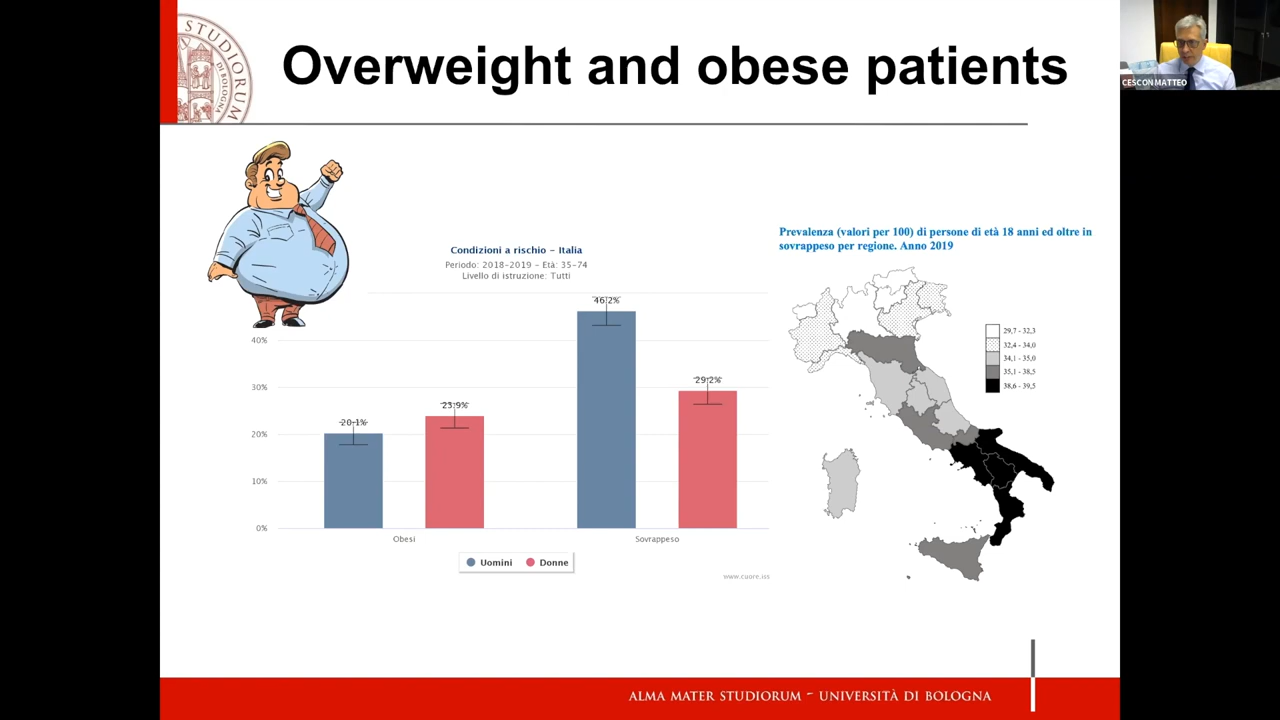 Overweight and obese patients
STUDIORUM
DI BOLOGNA
CESCON MATTEO
Condizioni a rischio - Italia
Periodo: 2018-2019 - Età: 35-74
Livello di istruzione: Tutti
46.2%
40%
30%
29.2%
23.9%
20.1%
20%
10%
0%
Obesi
Sovrappeso
Uomini
Donne
www.cuore.iss
Prevalenza (valori per 100) di persone di età 18 anni ed oltre in
sovrappeso per regione. Anno 2019
29,7 - 32,3
32,4 - 34,0
34,1 - 35,0
35,1 - 38,5
38,6 - 39,5
ALMA MATER STUDIORUM ~ UNIVERSITÀ DI BOLOGNA